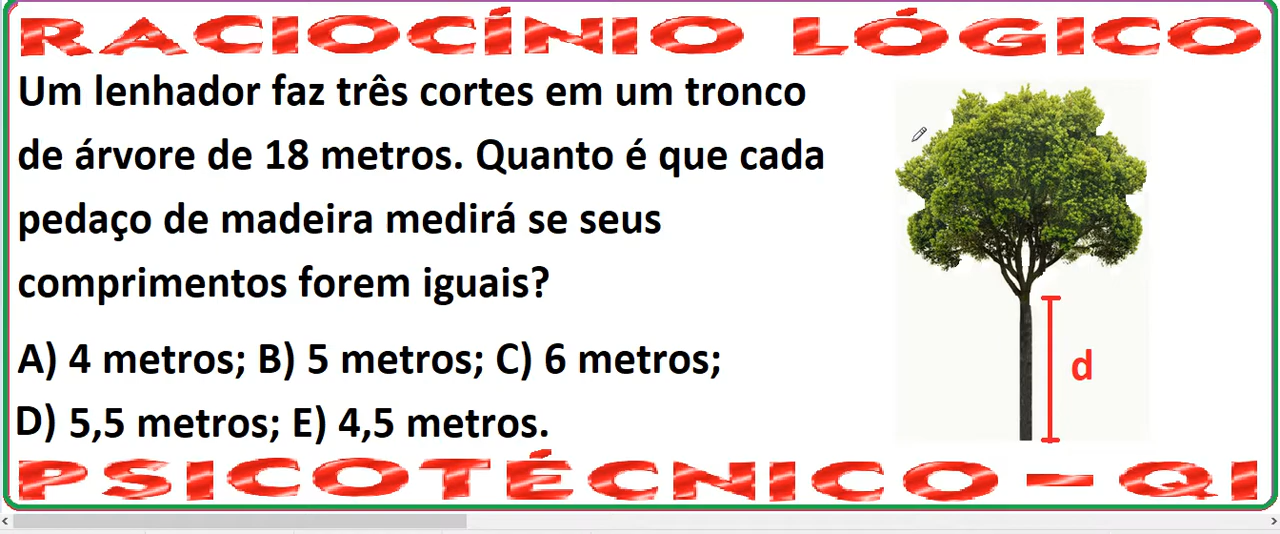 RACIOCÍNIO LÓGICO
Um lenhador faz três cortes em um tronco
de árvore de 18 metros. Quanto é que cada
pedaço de madeira medirá se seus
comprimentos forem iguais?
A) 4 metros; B) 5 metros; C) 6 metros;
D) 5,5 metros; E) 4,5 metros.
d
PSICOTÉCNICO – QI